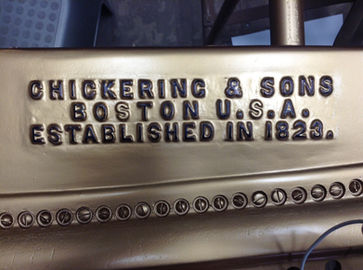 CHICKERING & SONS
BOSTON U.S.A.
ESTABLISHED IN 1823.